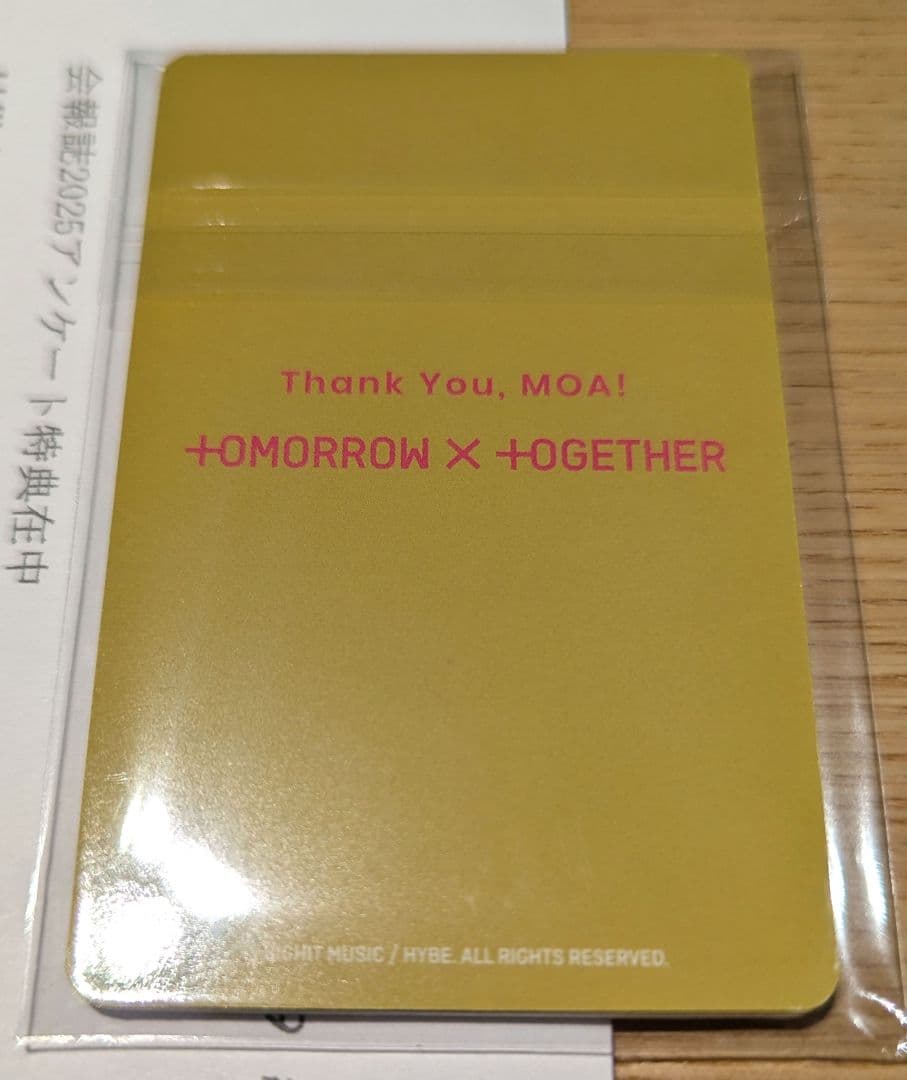 会報誌2025アンケート特典在中
Thank You, MOA!
TOMORROW X TOGETHER
MUSIC / HYBE. ALL RIGHTS RESERVED.